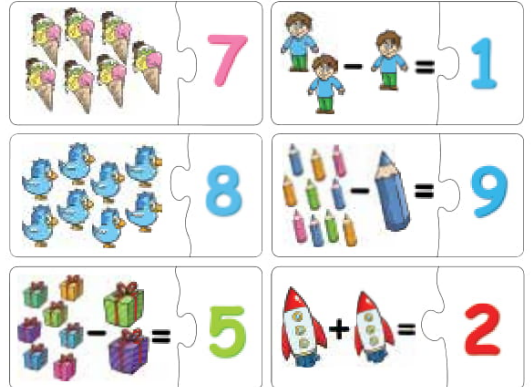 7
- = 1
8
- = 9
- = 5
+ = 2